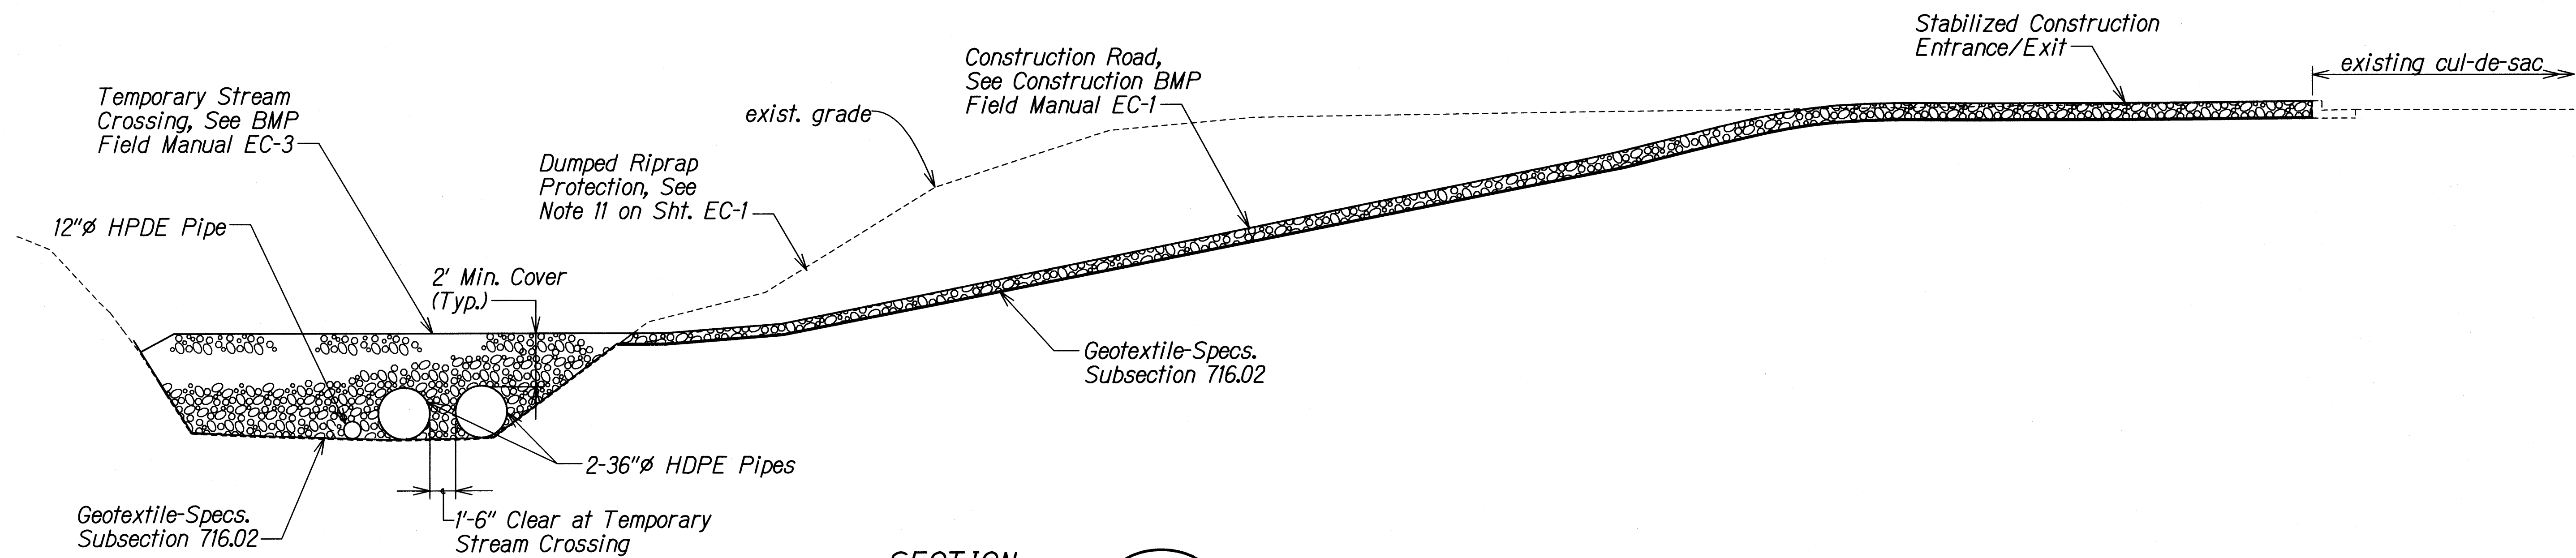 Stabilized Construction
Entrance/Exit
existing cul-de-sac
Construction Road,
See Construction BMP
Field Manual EC-1
exist. grade
Temporary Stream
Crossing, See BMP
Field Manual EC-3
Dumped Riprap
Protection, See
Note 11 on Sht. EC-1
12"ø HPDE Pipe
2' Min. Cover
(Typ.)
Geotextile-Specs.
Subsection 716.02
2-36"ø HDPE Pipes
Geotextile-Specs.
Subsection 716.02
1'-6" Clear at Temporary
Stream Crossing
SECTION